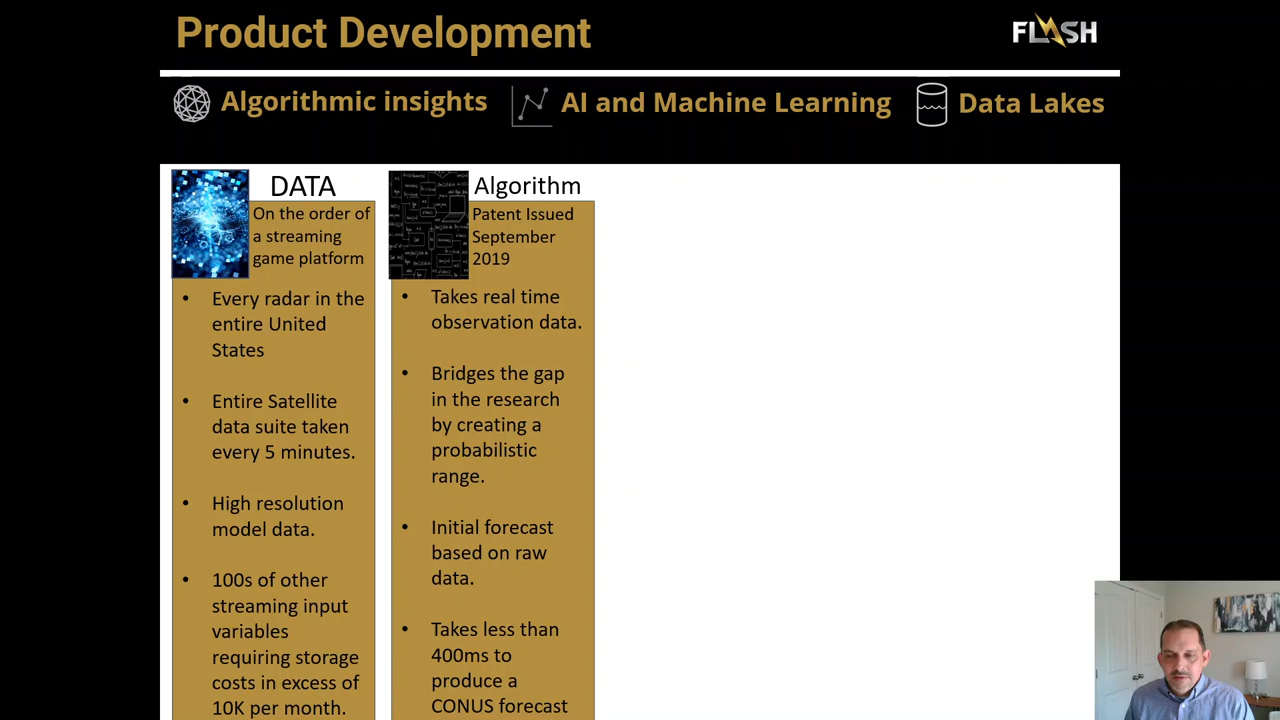 Product Development
FLASH
Algorithmic insights
AI and Machine Learning
Data Lakes
DATA
On the order of
a streaming
game platform
• Every radar in the
entire United
States
• Entire Satellite
data suite taken
every 5 minutes.
• High resolution
model data.
• 100s of other
streaming input
variables
requiring storage
costs in excess of
10K per month.
Algorithm
Patent Issued
September
2019
• Takes real time
observation data.
• Bridges the gap
in the research
by creating a
probabilistic
range.
• Initial forecast
based on raw
data.
• Takes less than
400ms to
produce a
CONUS forecast